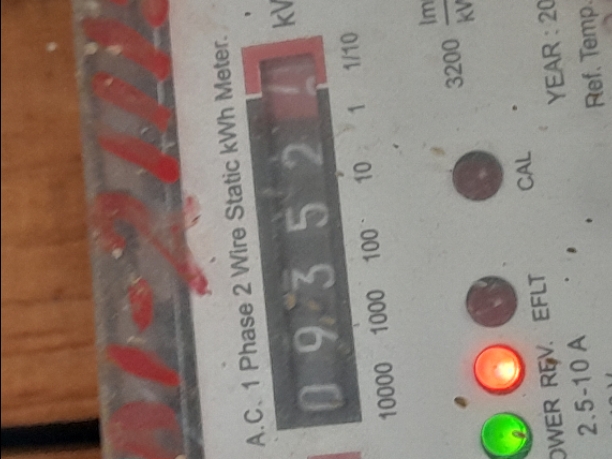 kW
A.C. 1 Phase 2 Wire Static kWh Meter.
0 9 3 5 2
10000 1000 100 10 1 1/10
Im
3200
kW
CAL
EFLT
REV.
OWER
YEAR : 20
2.5-10 A
Ref. Temp.